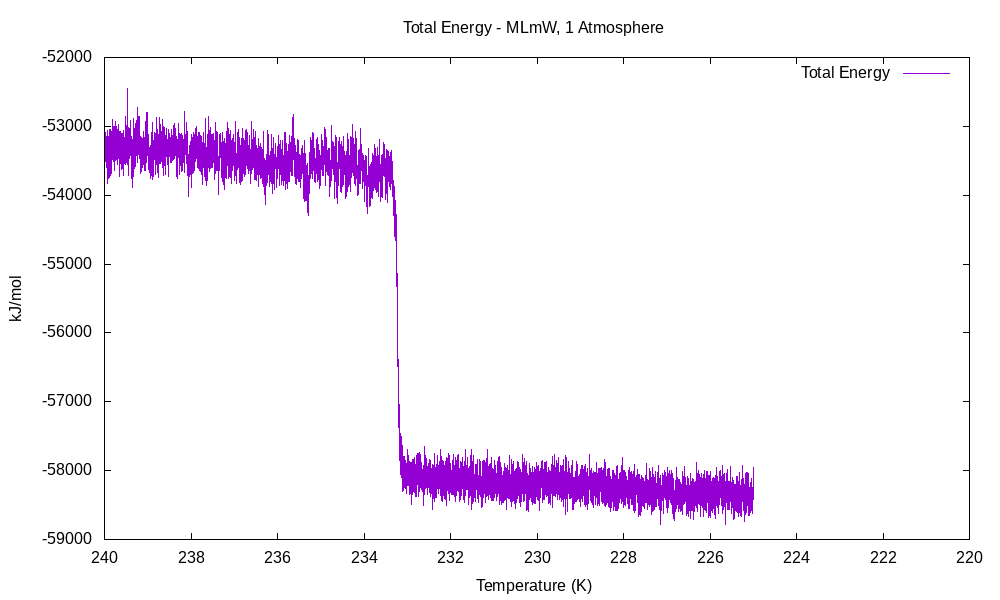 Total Energy - MLmW, 1 Atmosphere
Total Energy
kJ/mol
-52000
-53000
-54000
-55000
-56000
-57000
-58000
-59000
240 238 236 234 232 230 228 226 224 222 220
Temperature (K)